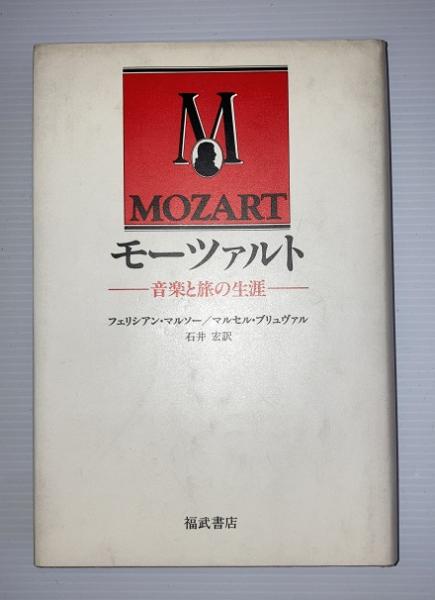 M
MOZART
モーツァルト
音楽と旅の生涯
フェリシアン・マルソー/マルセル・ブリュヴァル
石井 宏訳
福武書店